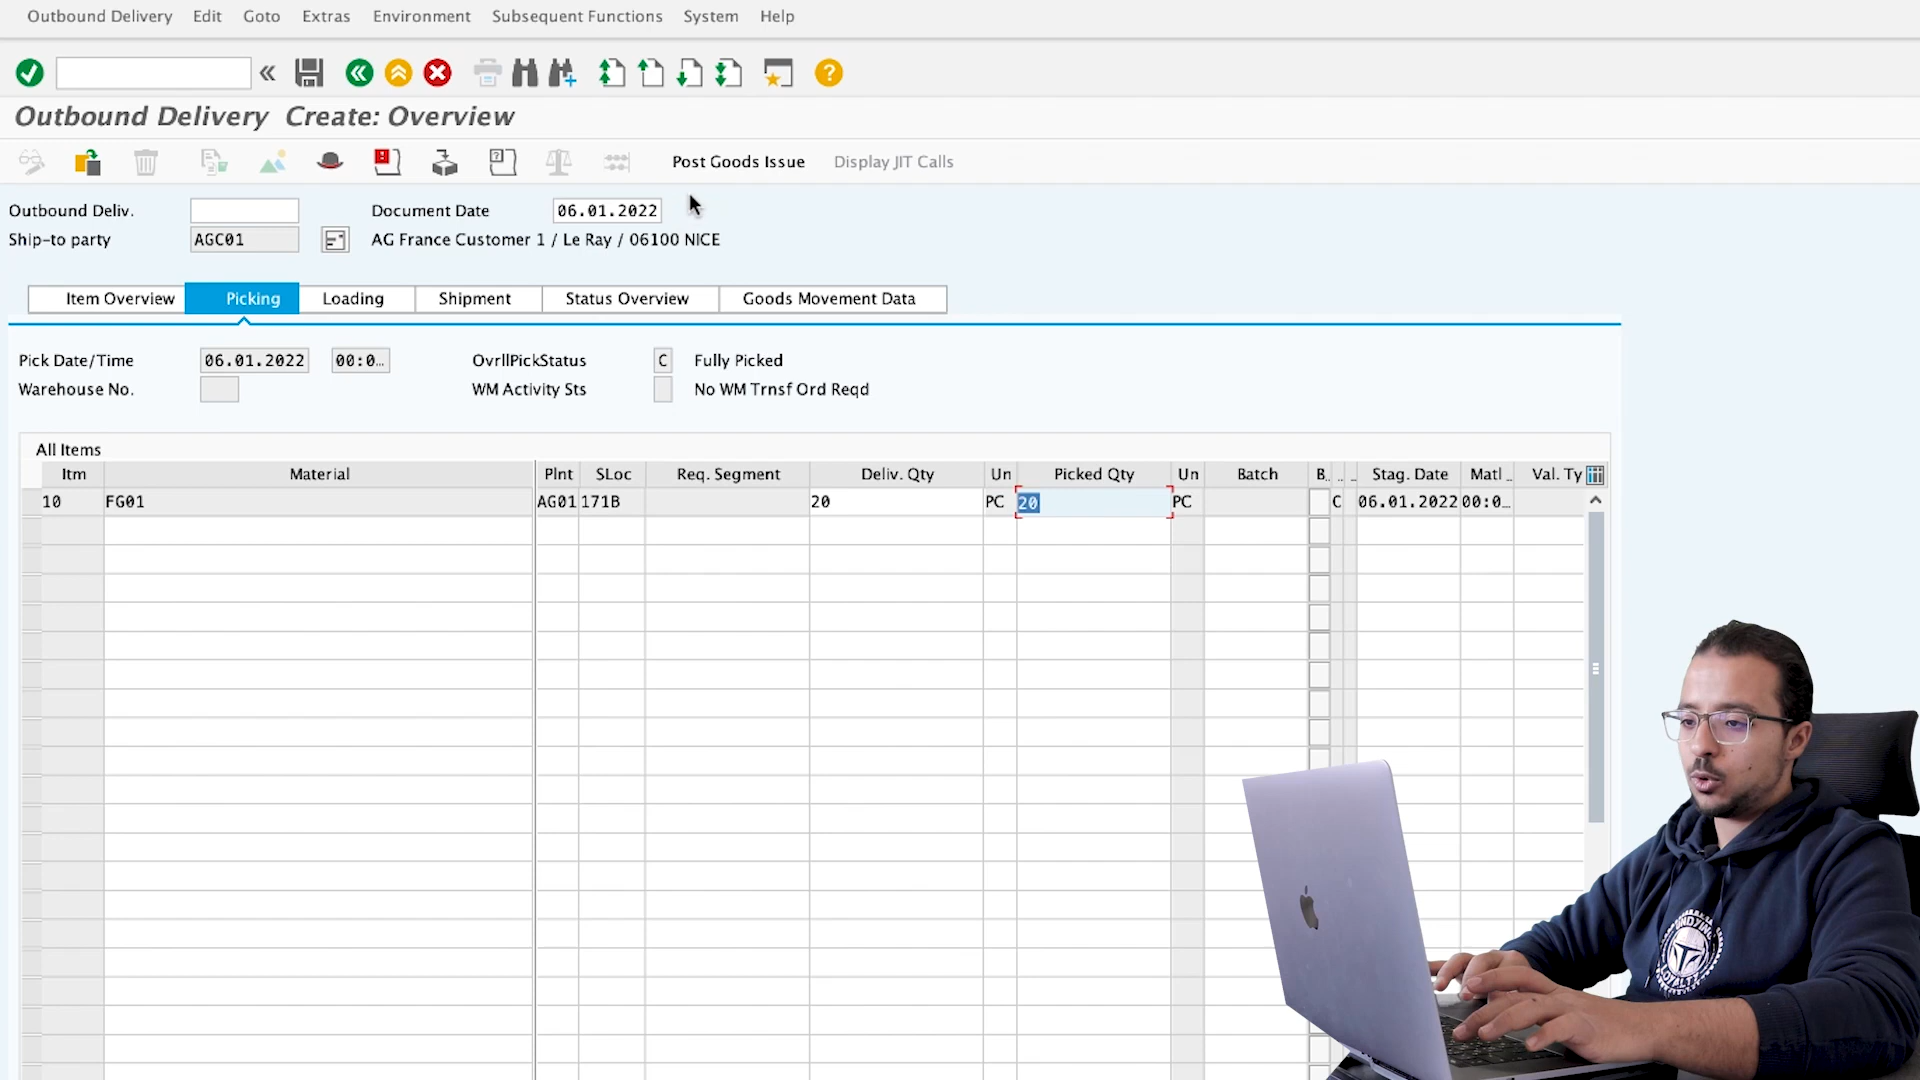 Outbound Delivery Edit Goto Extras Environment Subsequent Functions System Help
Outbound Delivery Create: Overview
Post Goods Issue Display JIT Calls
Outbound Deliv. Document Date 06.01.2022
Ship-to party AGC01 AG France Customer 1 / Le Ray / 06100 NICE
Item Overview Picking Loading Shipment Status Overview Goods Movement Data
Pick Date/Time 06.01.2022 00:0… OvrllPickStatus C Fully Picked
Warehouse No. WM Activity Sts No WM Trnsf Ord Reqd
All Items
Itm Material Plnt SLoc Req. Segment Deliv. Qty Un Picked Qty Un Batch B.. .. .. Stag. Date Matl .. Val. Ty
10 FG01 AG01 171B 20 PC 20 PC C 06.01.2022 00:0…
LOYALTY